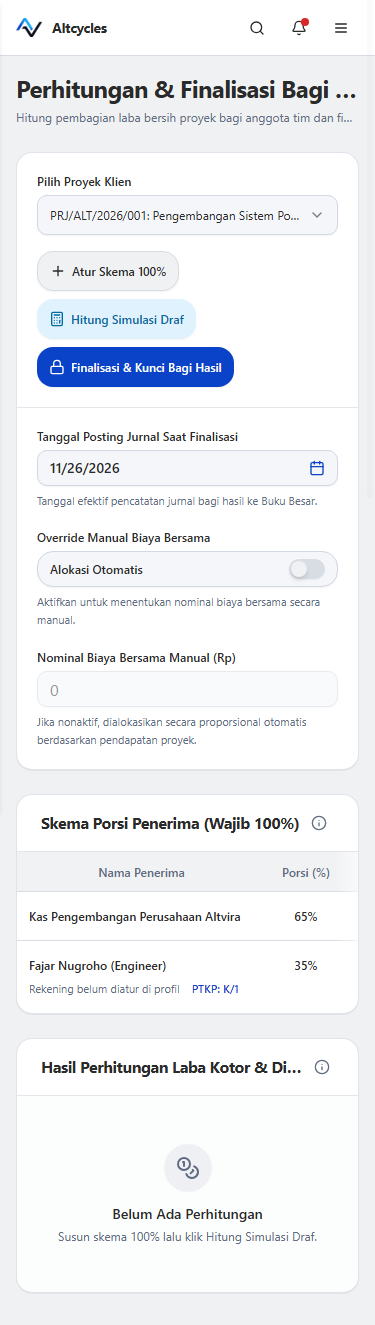 Altcycles
Perhitungan & Finalisasi Bagi ...
Hitung pembagian laba bersih proyek bagi anggota tim dan fi...
Pilih Proyek Klien
PRJ/ALT/2026/001: Pengembangan Sistem Po...
Atur Skema 100%
Hitung Simulasi Draf
Finalisasi & Kunci Bagi Hasil
Tanggal Posting Jurnal Saat Finalisasi
11/26/2026
Tanggal efektif pencatatan jurnal bagi hasil ke Buku Besar.
Override Manual Biaya Bersama
Alokasi Otomatis
Aktifkan untuk menentukan nominal biaya bersama secara
manual.
Nominal Biaya Bersama Manual (Rp)
0
Jika nonaktif, dialokasikan secara proporsional otomatis
berdasarkan pendapatan proyek.
Skema Porsi Penerima (Wajib 100%)
Nama Penerima Porsi (%)
Kas Pengembangan Perusahaan Altvira 65%
Fajar Nugroho (Engineer) 35%
Rekening belum diatur di profil PTKP: K/1
Hasil Perhitungan Laba Kotor & Di...
Belum Ada Perhitungan
Susun skema 100% lalu klik Hitung Simulasi Draf.